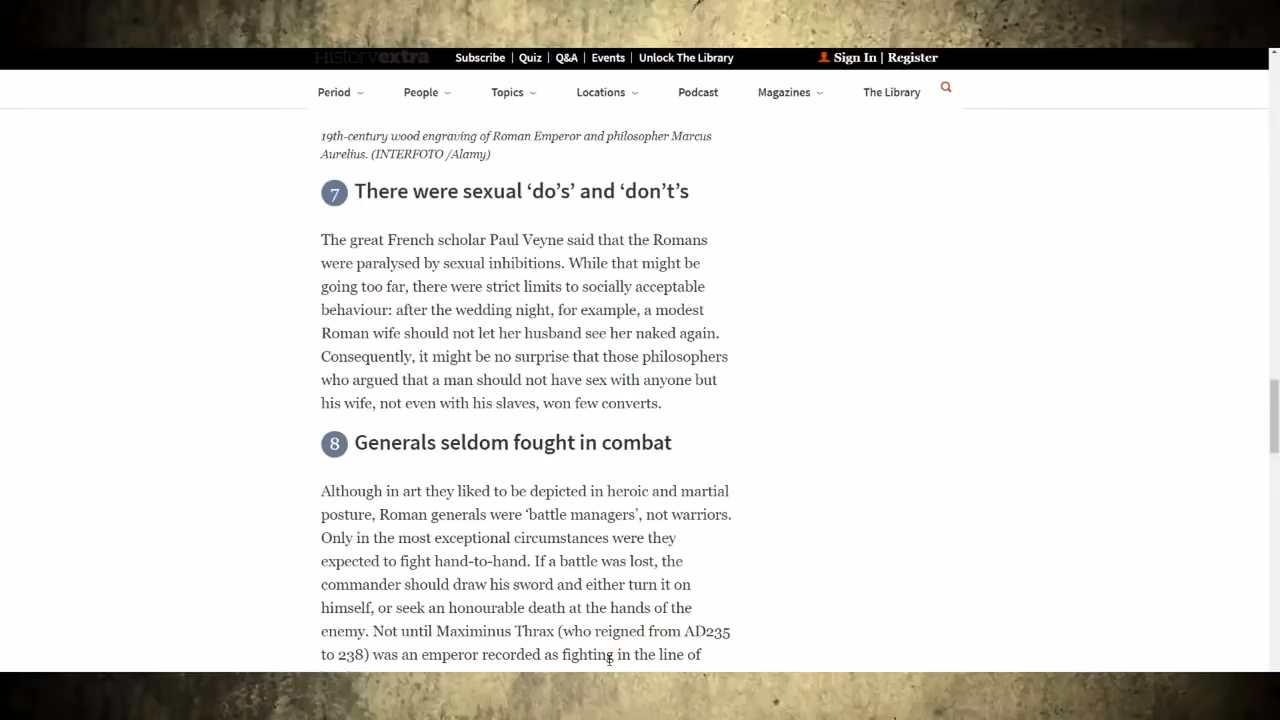 Historyextra
Subscribe | Quiz | Q&A | Events | Unlock The Library
Sign In | Register
Period
People
Topics
Locations
Podcast
Magazines
The Library
19th-century wood engraving of Roman Emperor and philosopher Marcus
Aurelius. (INTERFOTO /Alamy)
7 There were sexual ‘do’s’ and ‘don’t’s
The great French scholar Paul Veyne said that the Romans
were paralysed by sexual inhibitions. While that might be
going too far, there were strict limits to socially acceptable
behaviour: after the wedding night, for example, a modest
Roman wife should not let her husband see her naked again.
Consequently, it might be no surprise that those philosophers
who argued that a man should not have sex with anyone but
his wife, not even with his slaves, won few converts.
8 Generals seldom fought in combat
Although in art they liked to be depicted in heroic and martial
posture, Roman generals were ‘battle managers’, not warriors.
Only in the most exceptional circumstances were they
expected to fight hand-to-hand. If a battle was lost, the
commander should draw his sword and either turn it on
himself, or seek an honourable death at the hands of the
enemy. Not until Maximinus Thrax (who reigned from AD235
to 238) was an emperor recorded as fighting in the line of